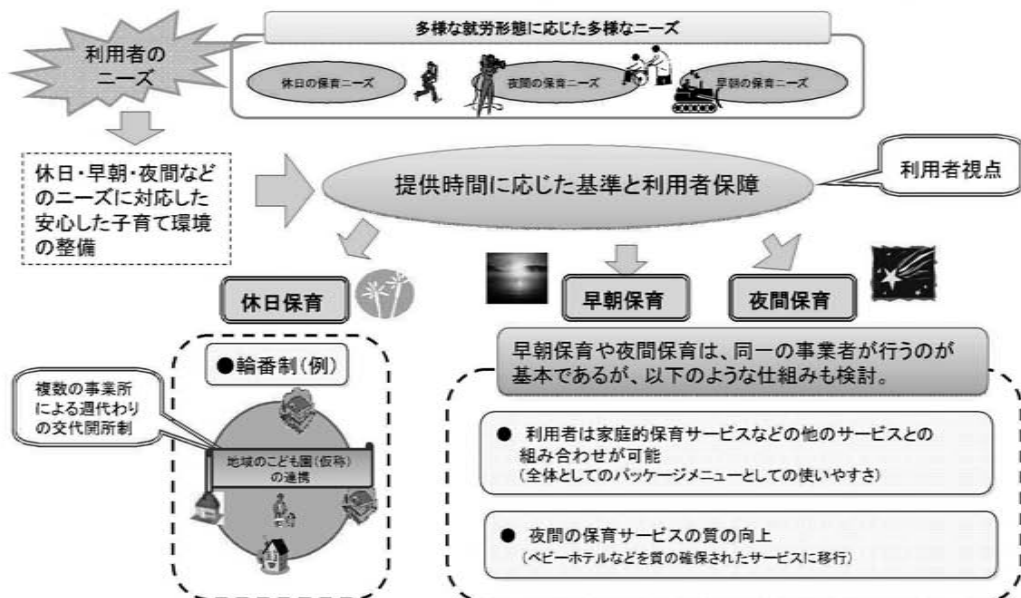 多様な就労形態に応じた多様なニーズ
利用者の
ニーズ
休日の保育ニーズ
夜間の保育ニーズ
早朝の保育ニーズ
休日・早朝・夜間など
のニーズに対応した
安心した子育て環境
の整備
提供時間に応じた基準と利用者保障
利用者視点
休日保育
早朝保育
夜間保育
●輪番制(例)
複数の事業所
による週代わり
の交代開所制
地域のこども園(仮称)
の連携
早朝保育や夜間保育は、同一の事業者が行うのが
基本であるが、以下のような仕組みも検討。
● 利用者は家庭的保育サービスなどの他のサービスとの
組み合わせが可能
(全体としてのパッケージメニューとしての使いやすさ)
● 夜間の保育サービスの質の向上
(ベビーホテルなどを質の確保されたサービスに移行)